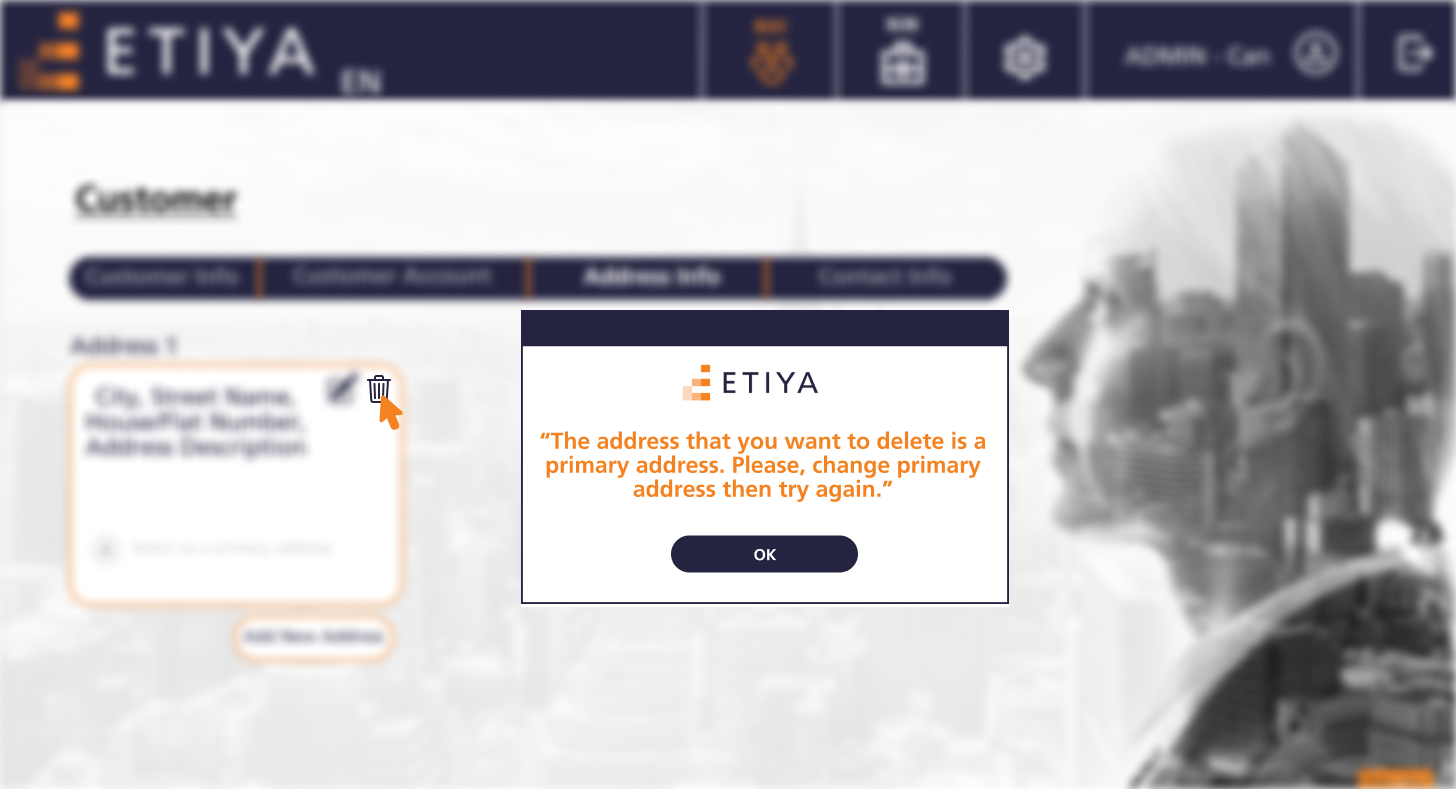 ETIYA
EN
B2C
B2B
ADMIN - Can
Customer
Customer Info
Customer Account
Address Info
Contact Info
Address 1
City, Street Name,
House/Flat Number,
Address Description
Select as a primary address
Add New Address
ETIYA
“The address that you want to delete is a
primary address. Please, change primary
address then try again.”
OK